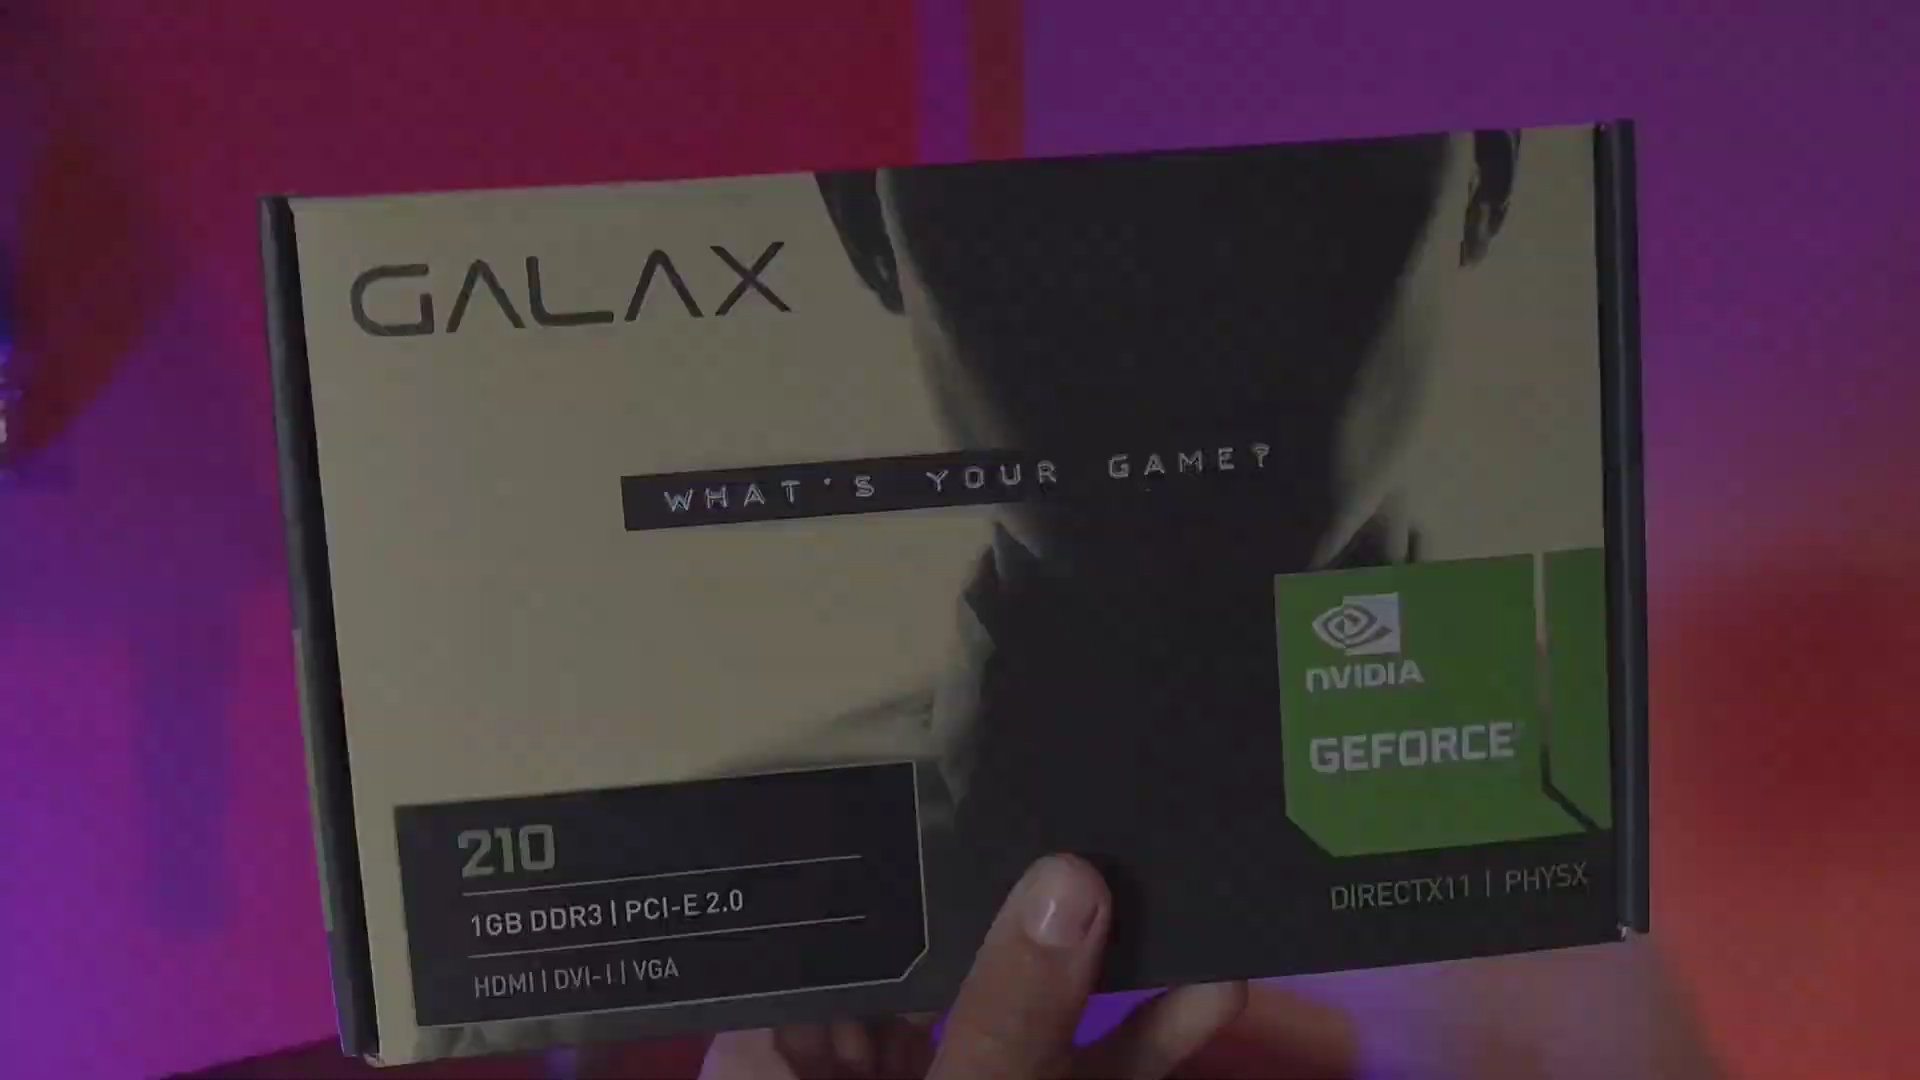 GALAX
WHAT'S YOUR GAME?
NVIDIA
GEFORCE
210
1GB DDR3 | PCI-E 2.0
HDMI | DVI-I | VGA
DIRECTX11 | PHYSX